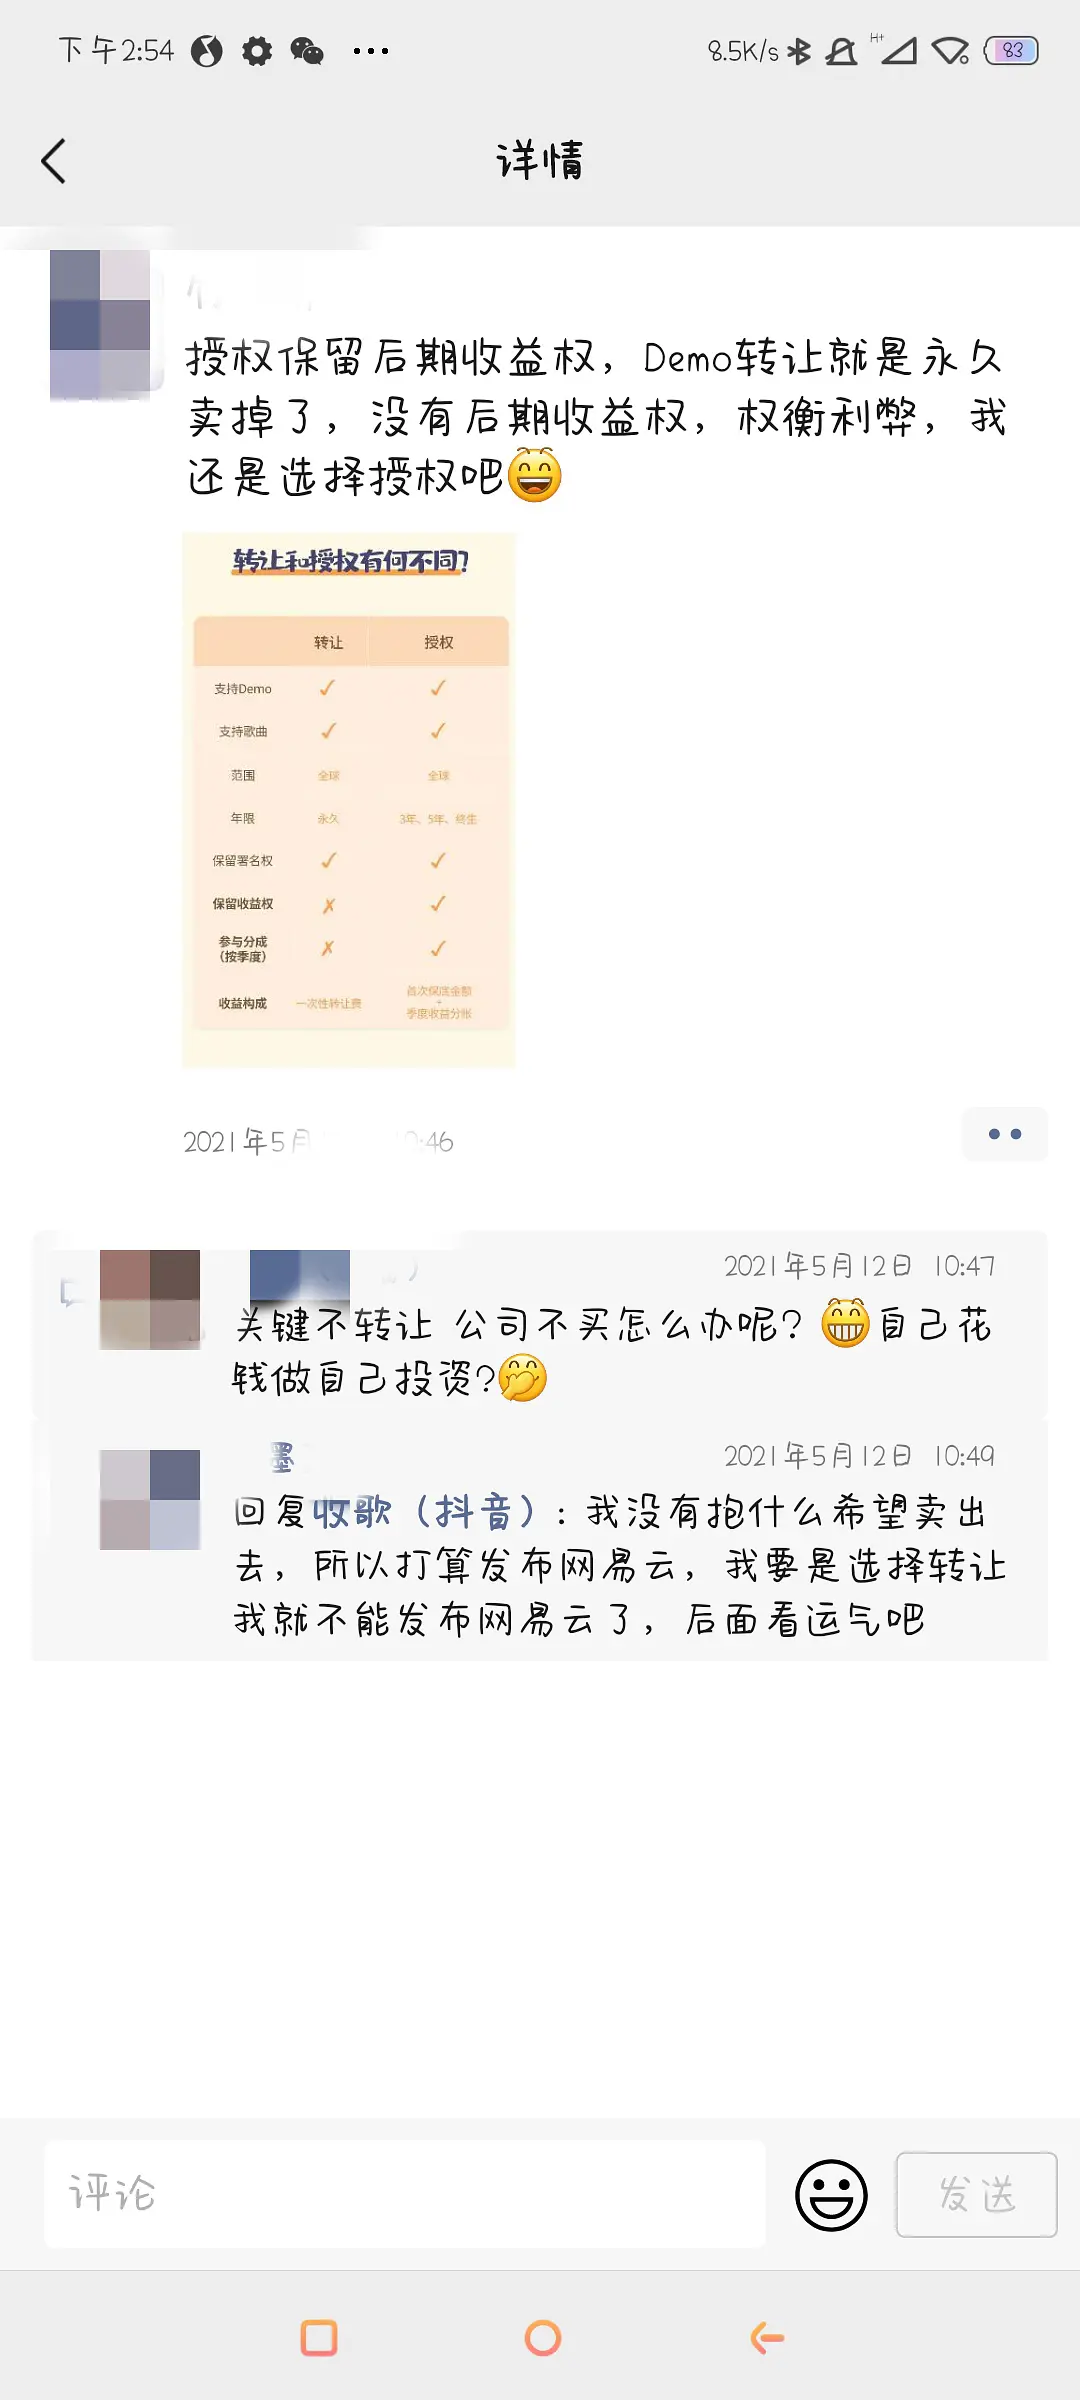 下午2:54
8.5K/s
H+
83
详情
授权保留后期收益权，Demo转让就是永久
卖掉了，没有后期收益权，权衡利弊，我
还是选择授权吧😄
转让和授权有何不同?
转让 授权
支持Demo ✓ ✓
支持歌曲 ✓ ✓
范围 全球 全球
年限 永久 3年、5年、终生
保留署名权 ✓ ✓
保留收益权 ✗ ✓
参与分成
(按季度) ✗ ✓
收益构成 一次性转让费 首次保底金额
+
季度收益分账
2021年5月 :46
2021年5月12日 10:47
关键不转让 公司不买怎么办呢？😁自己花
钱做自己投资?🤭
墨
2021年5月12日 10:49
回复收歌（抖音）：我没有抱什么希望卖出
去，所以打算发布网易云，我要是选择转让
我就不能发布网易云了，后面看运气吧
评论
发送